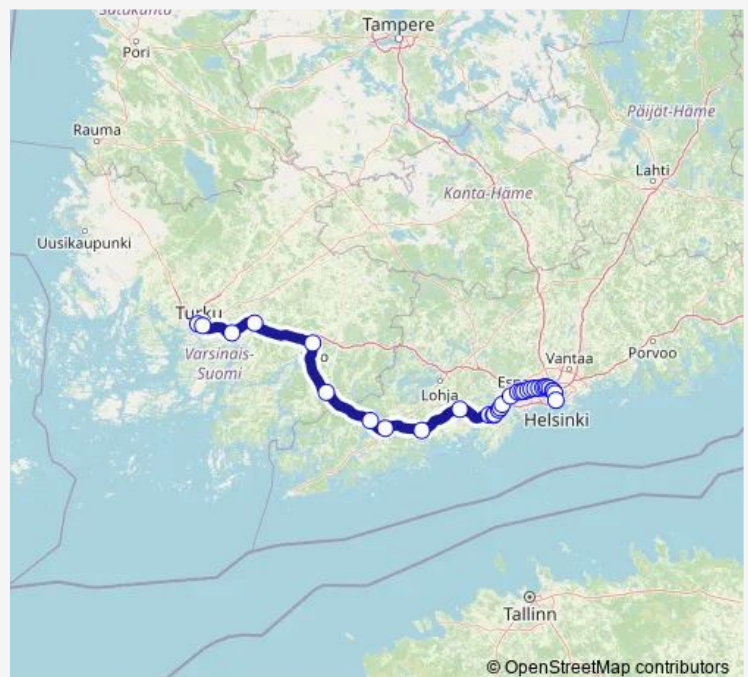 Satakunta
Tampere
Pori
Rauma
Päijät-Häme
Lahti
Kanta-Häme
Uusikaupunki
Turku
Varsinais-
Suomi
Vantaa
Porvoo
Lohja
Helsinki
Tallinn
© OpenStreetMap contributors